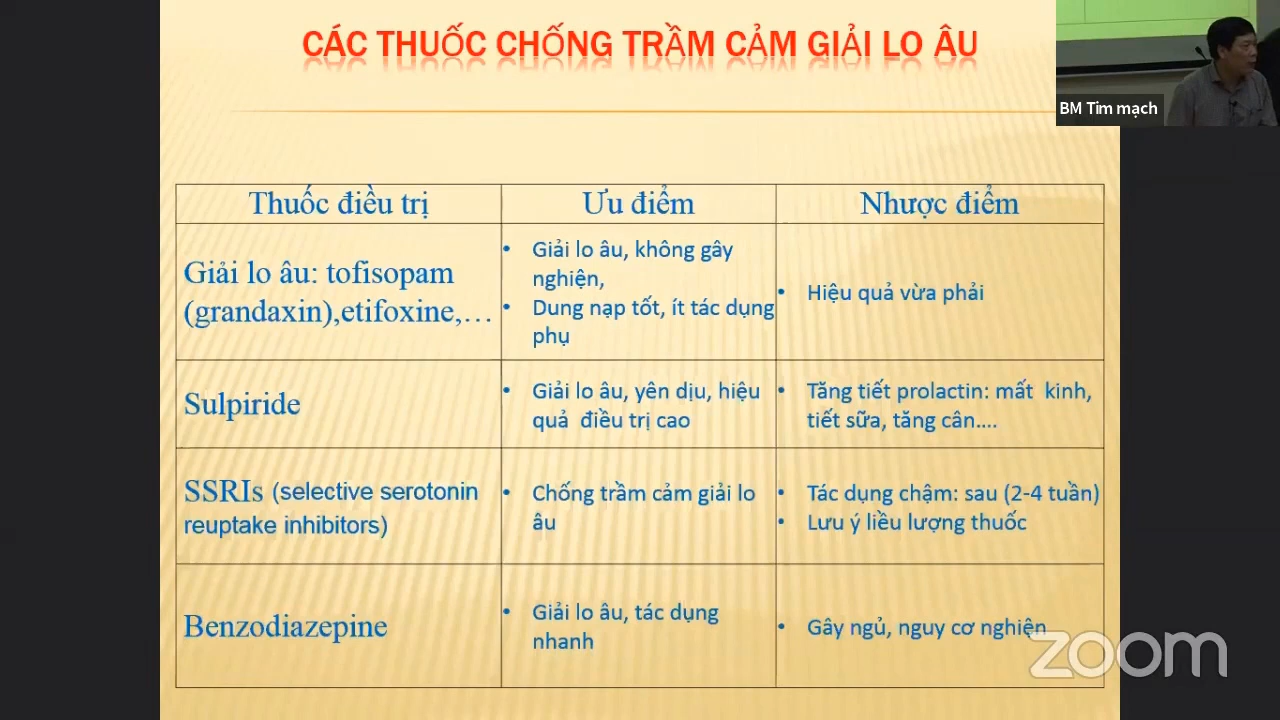 CÁC THUỐC CHỐNG TRẦM CẢM GIẢI LO ÂU
BM Tim mạch
Thuốc điều trị
Ưu điểm
Nhược điểm
Giải lo âu: tofisopam
(grandaxin),etifoxine,…
• Giải lo âu, không gây
nghiện,
• Dung nạp tốt, ít tác dụng
phụ
• Hiệu quả vừa phải
Sulpiride
• Giải lo âu, yên dịu, hiệu
quả điều trị cao
• Tăng tiết prolactin: mất kinh,
tiết sữa, tăng cân....
SSRIs (selective serotonin
reuptake inhibitors)
• Chống trầm cảm giải lo
âu
• Tác dụng chậm: sau (2-4 tuần)
• Lưu ý liều lượng thuốc
Benzodiazepine
• Giải lo âu, tác dụng
nhanh
• Gây ngủ, nguy cơ nghiện
zoom